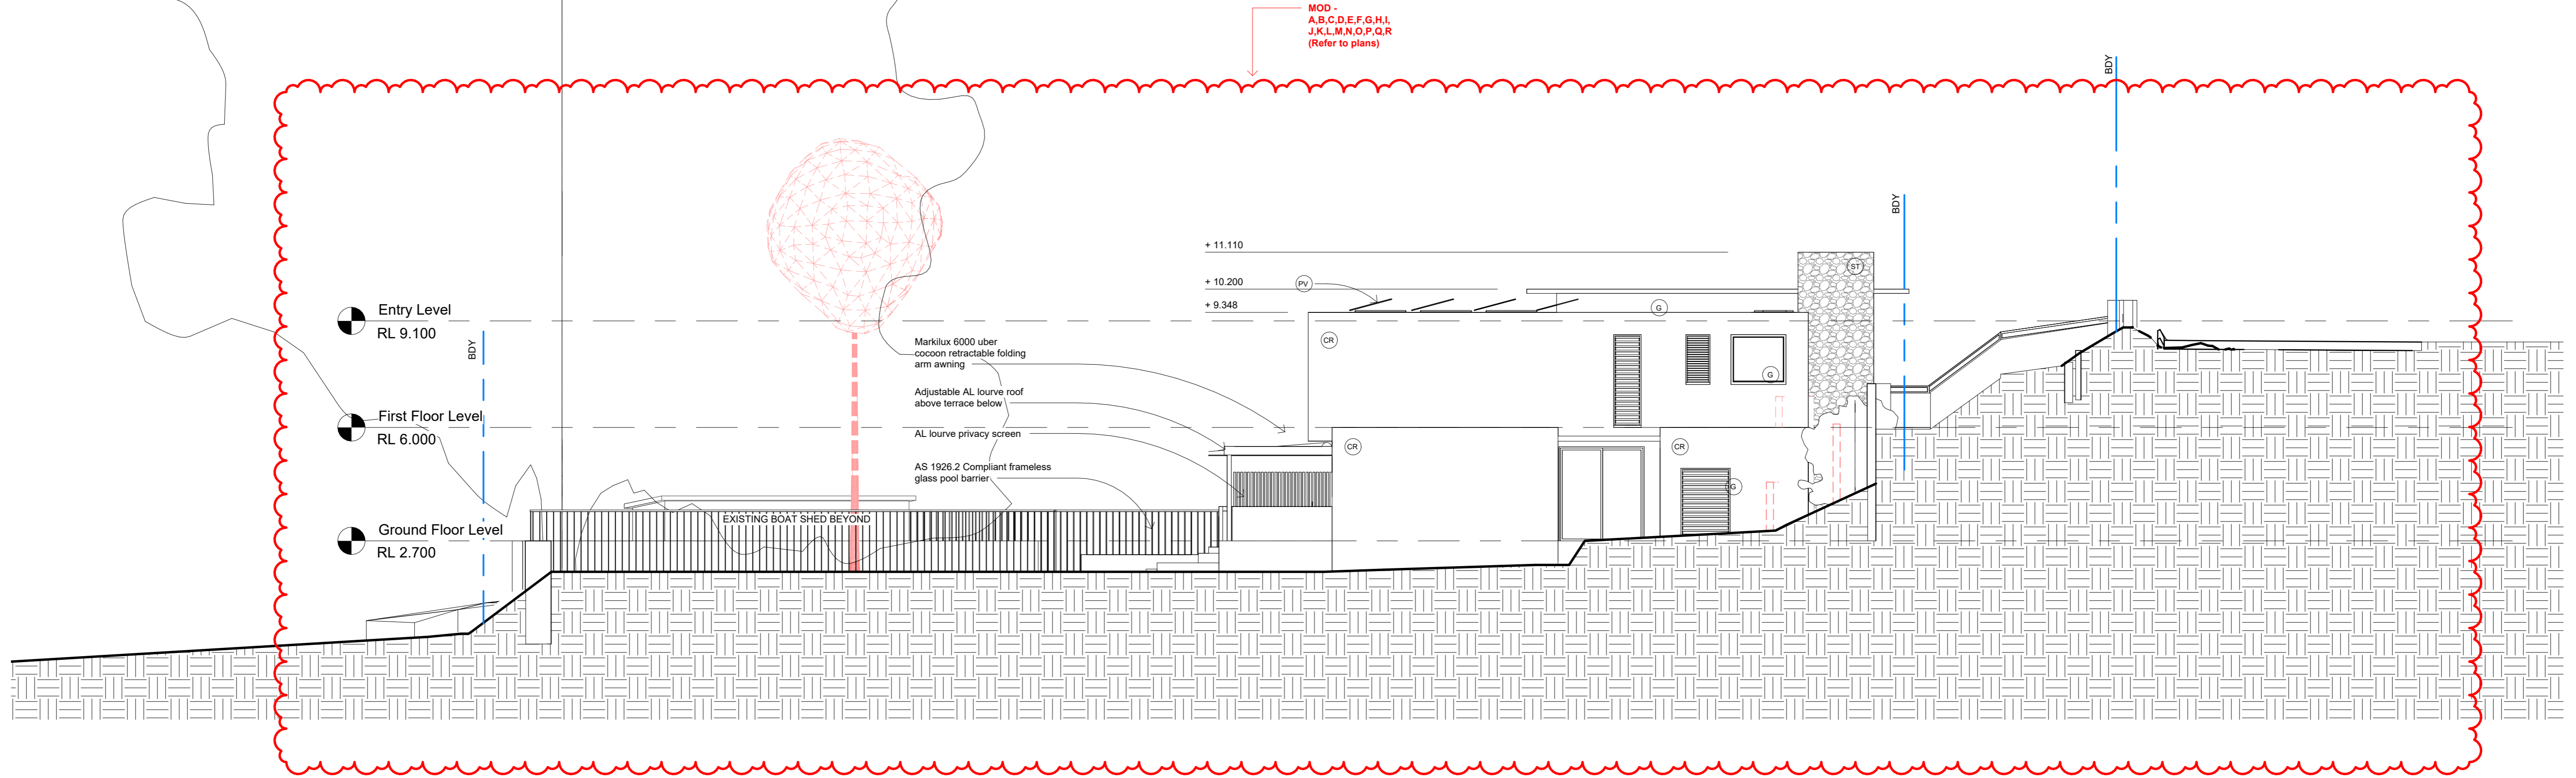 MOD -
A,B,C,D,E,F,G,H,I,
J,K,L,M,N,O,P,Q,R
(Refer to plans)
BDY
BDY
+ 11.110
ST
+ 10.200
PV
+ 9.348
G
Entry Level
RL 9.100
BDY
CR
Markilux 6000 uber
cocoon retractable folding
arm awning
G
Adjustable AL lourve roof
above terrace below
First Floor Level
RL 6.000
AL lourve privacy screen
CR
CR
AS 1926.2 Compliant frameless
glass pool barrier
G
EXISTING BOAT SHED BEYOND
Ground Floor Level
RL 2.700